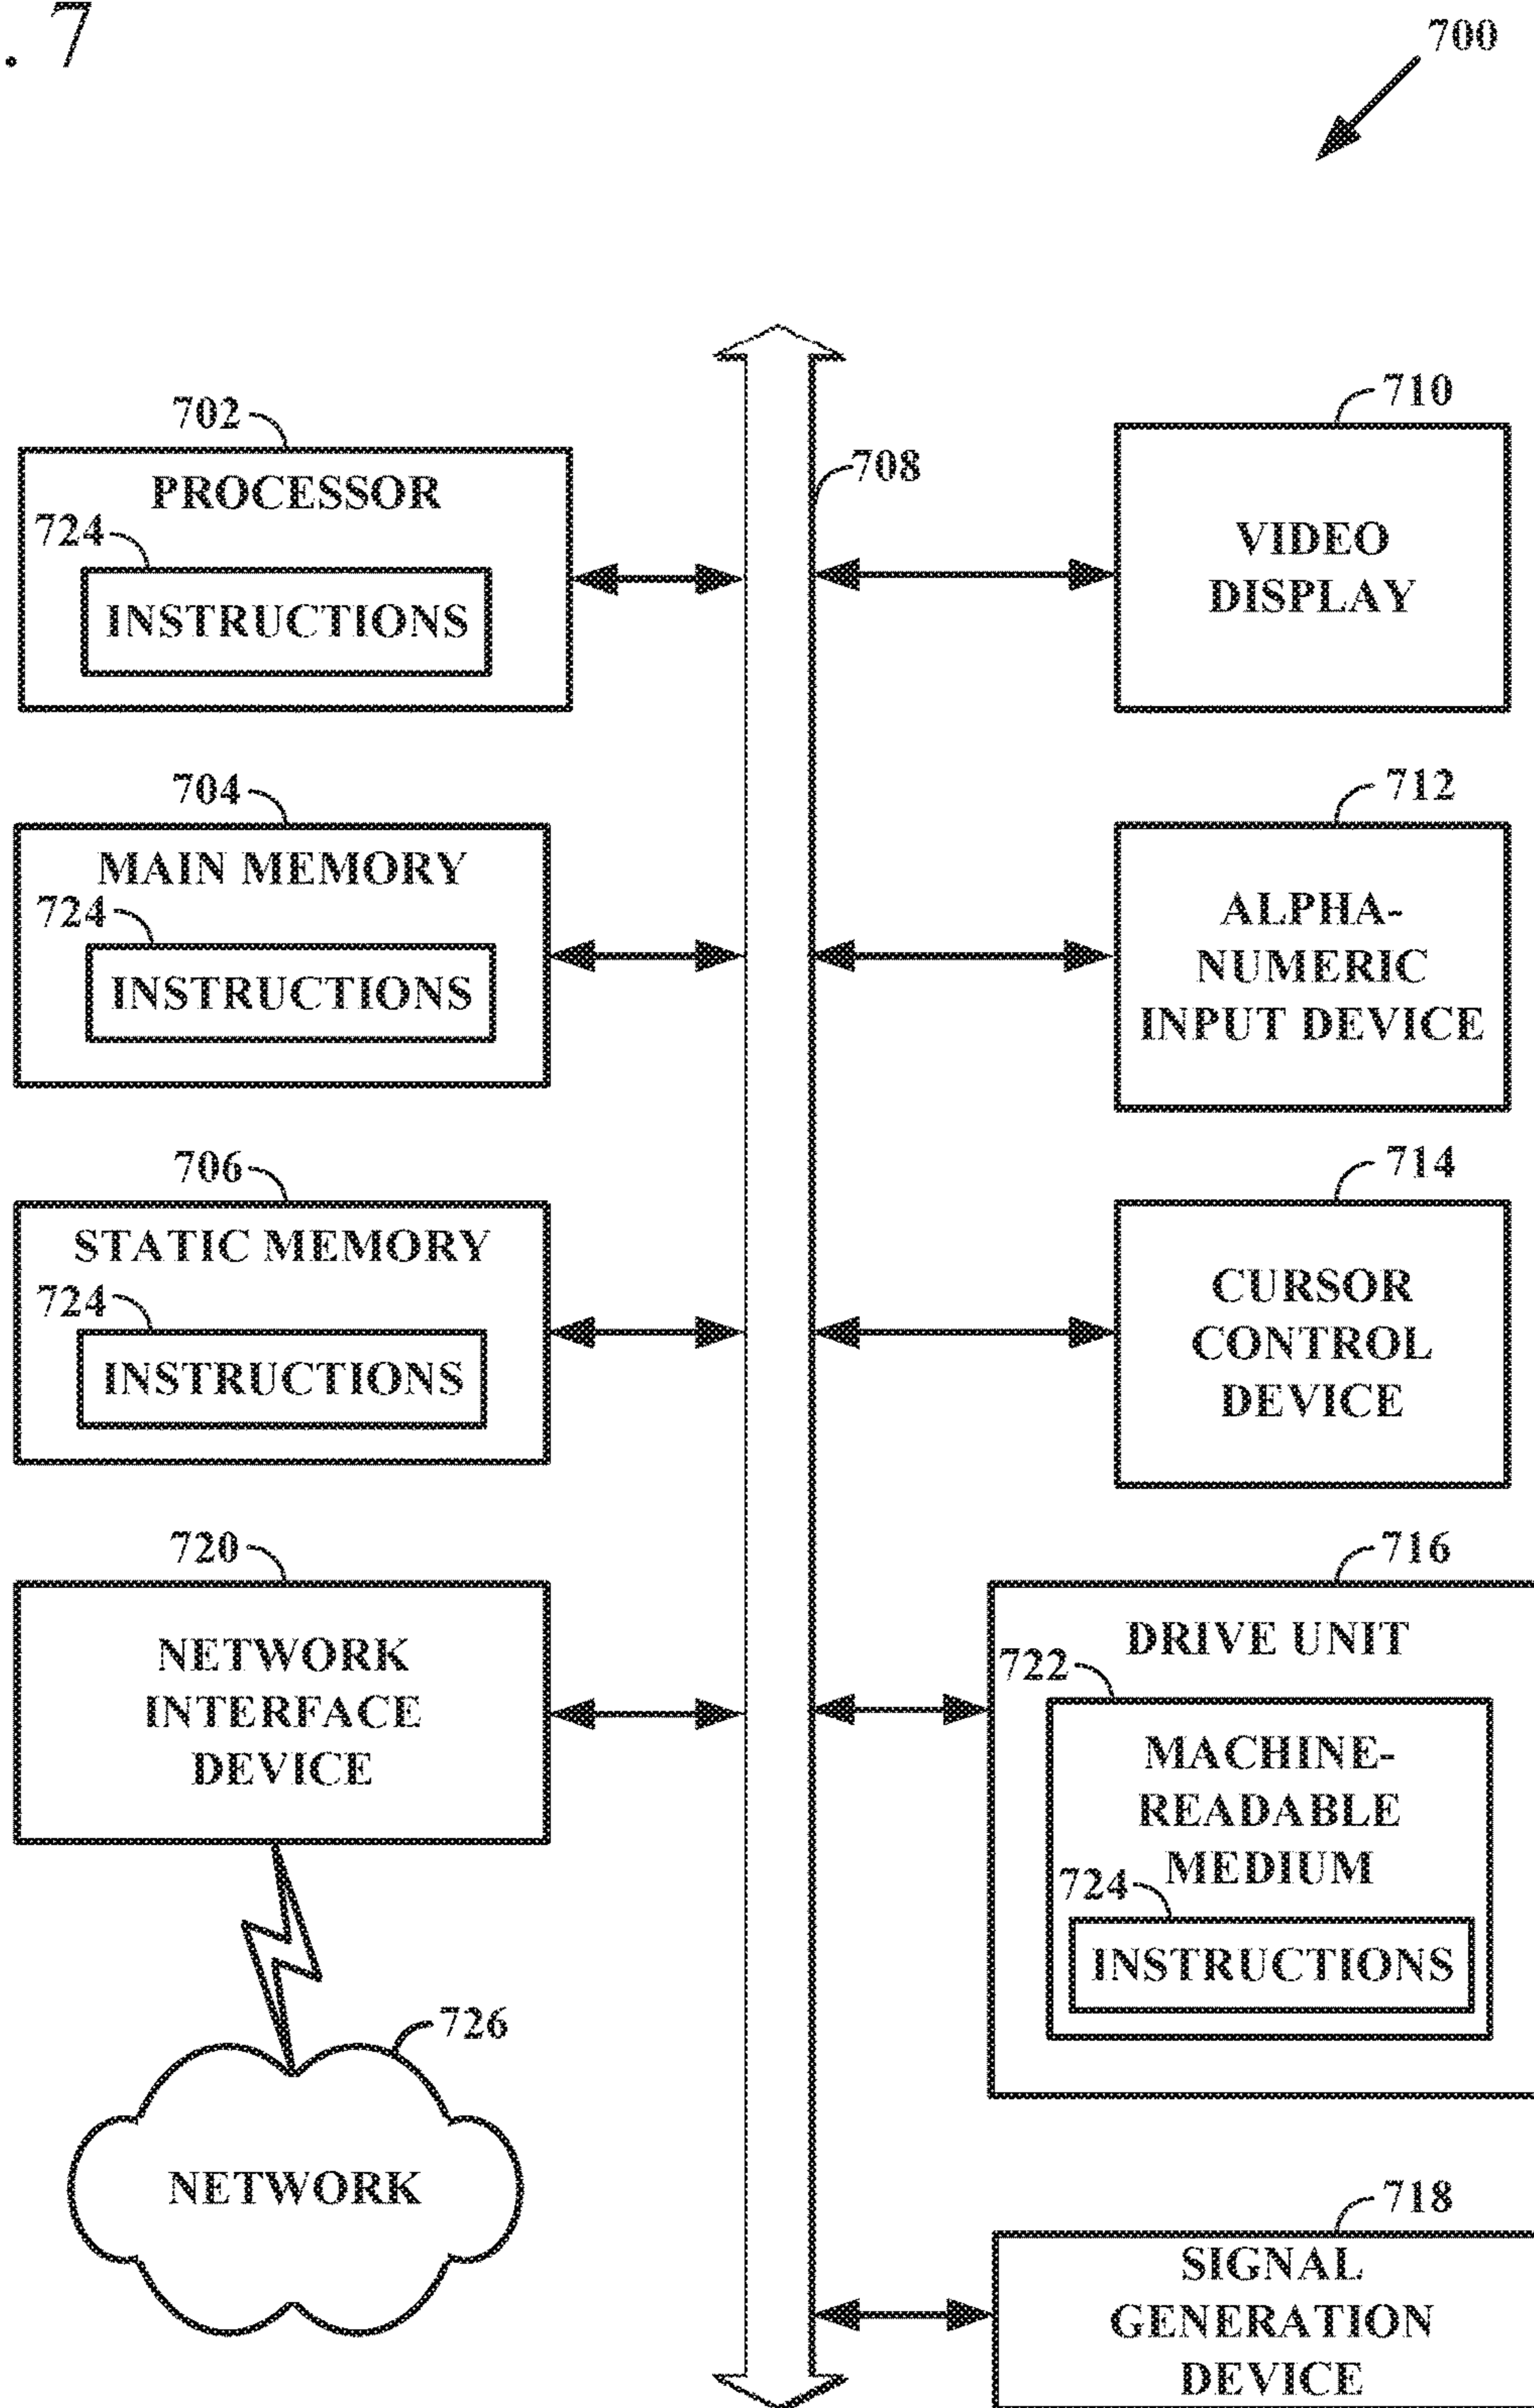 . 7
700
702
PROCESSOR
724
INSTRUCTIONS
704
MAIN MEMORY
724
INSTRUCTIONS
706
STATIC MEMORY
724
INSTRUCTIONS
720
NETWORK
INTERFACE
DEVICE
726
NETWORK
708
710
VIDEO
DISPLAY
712
ALPHA-
NUMERIC
INPUT DEVICE
714
CURSOR
CONTROL
DEVICE
716
DRIVE UNIT
722
MACHINE-
READABLE
MEDIUM
724
INSTRUCTIONS
718
SIGNAL
GENERATION
DEVICE